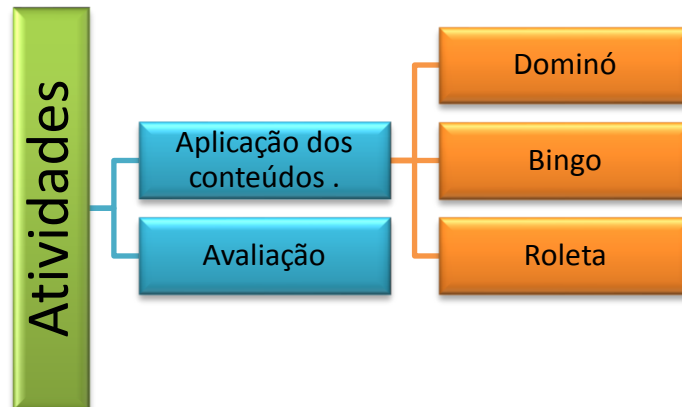 Atividades
Aplicação dos
conteúdos .
Avaliação
Dominó
Bingo
Roleta